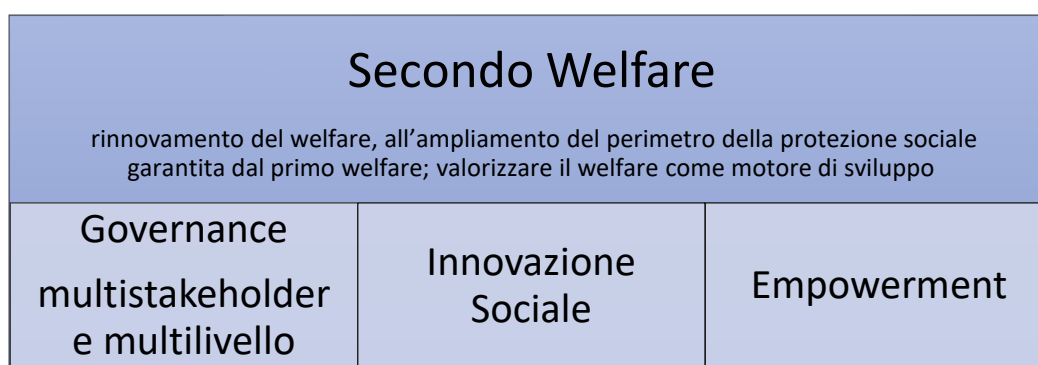 Secondo Welfare
rinnovamento del welfare, all’ampliamento del perimetro della protezione sociale
garantita dal primo welfare; valorizzare il welfare come motore di sviluppo
Governance
multistakeholder
e multilivello
Innovazione
Sociale
Empowerment